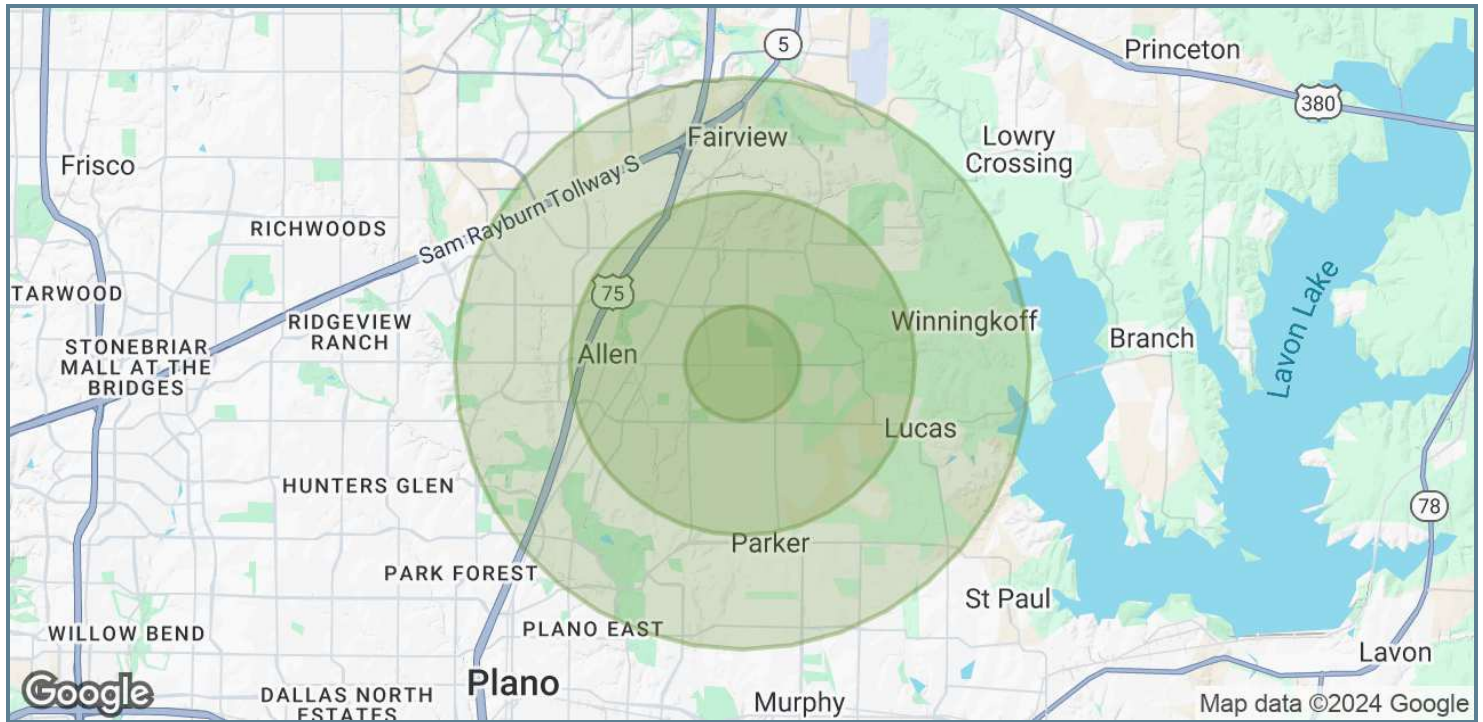 5
Princeton
380
Fairview
Lowry
Crossing
Frisco
RICHWOODS
Sam Rayburn Tollway S
TARWOOD
75
Lavon Lake
RIDGEVIEW
RANCH
Winningkoff
Branch
STONEBRIAR
MALL AT THE
BRIDGES
Allen
Lucas
HUNTERS GLEN
78
Parker
PARK FOREST
St Paul
WILLOW BEND
PLANO EAST
Lavon
Plano
Google
DALLAS NORTH
ESTATES
Murphy
Map data ©2024 Google